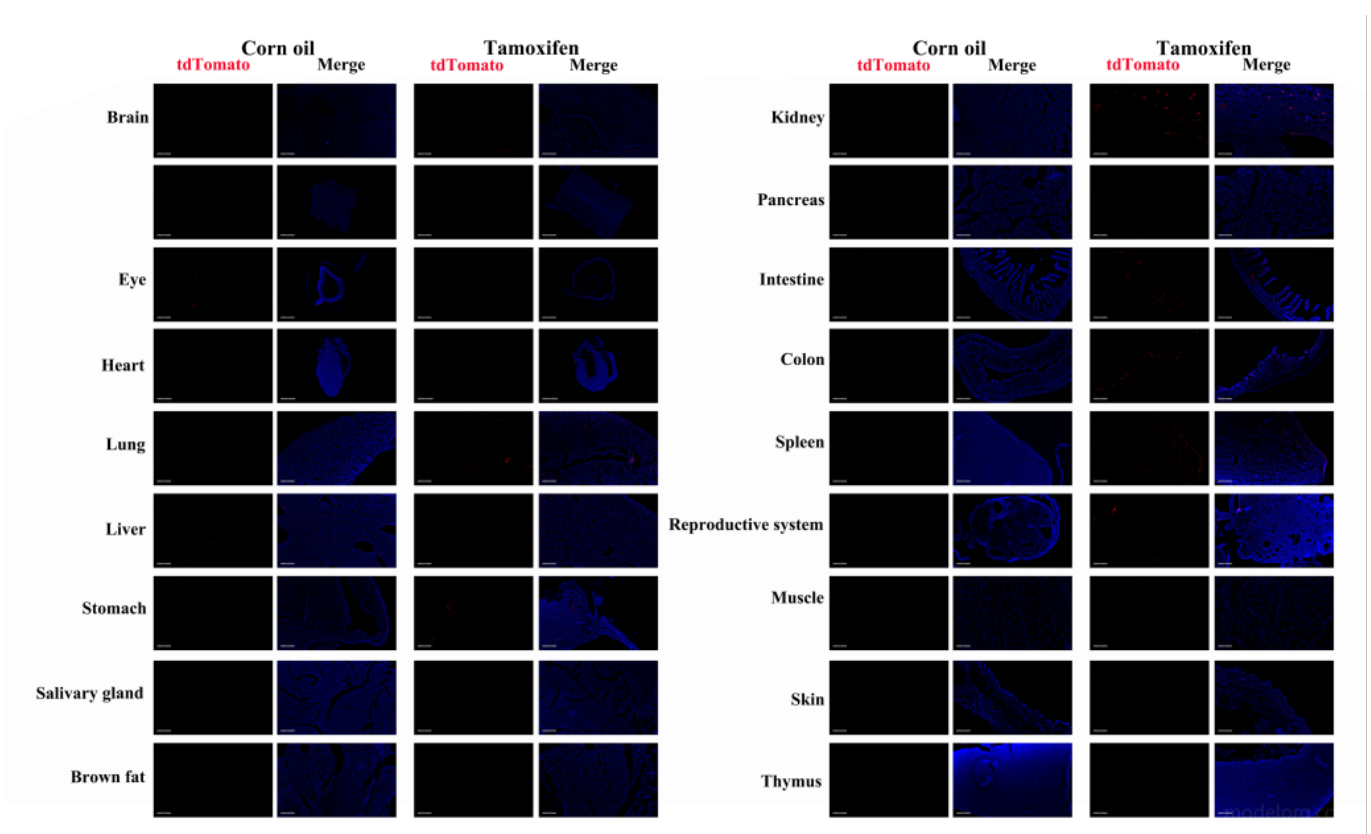 Corn oil Tamoxifen Corn oil Tamoxifen
tdTomato Merge tdTomato Merge tdTomato Merge tdTomato Merge
Brain Kidney
Pancreas
Eye Intestine
Heart Colon
Lung Spleen
Liver Reproductive system
Stomach Muscle
Salivary gland Skin
Brown fat Thymus